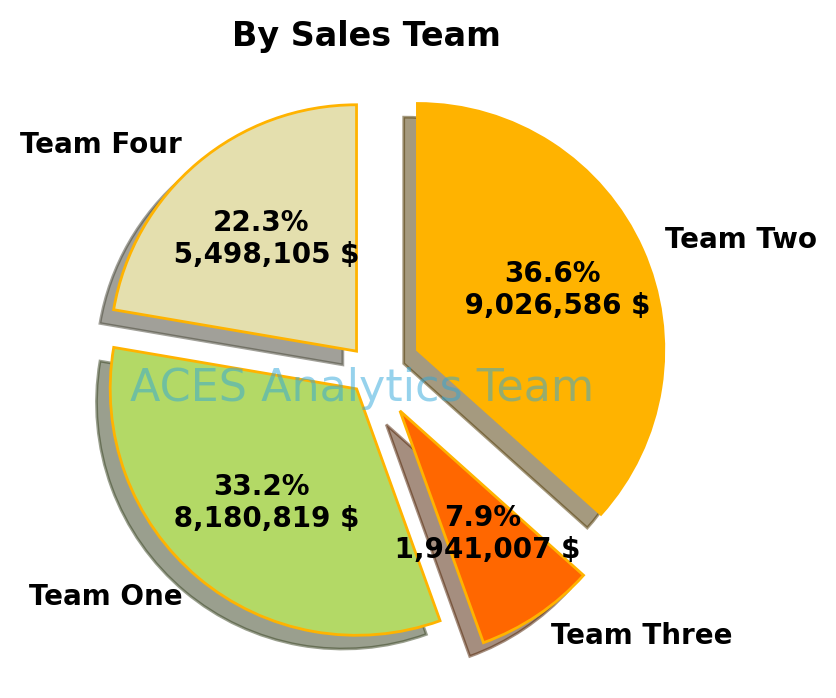 By Sales Team
Team Four
22.3%
5,498,105 $
Team Two
36.6%
9,026,586 $
ACES Analytics Team
33.2%
8,180,819 $
7.9%
1,941,007 $
Team One
Team Three